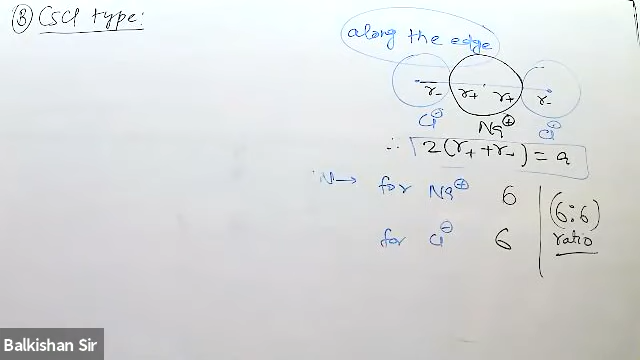 ③ CsCl type:
along the edge
r- r+ r+ r-
Cl⊖ Na⊕ Cl⊖
∴ 2(r+ + r-) = a
N→ for Na⊕ 6
for Cl⊖ 6
(6:6)
ratio
Balkishan Sir